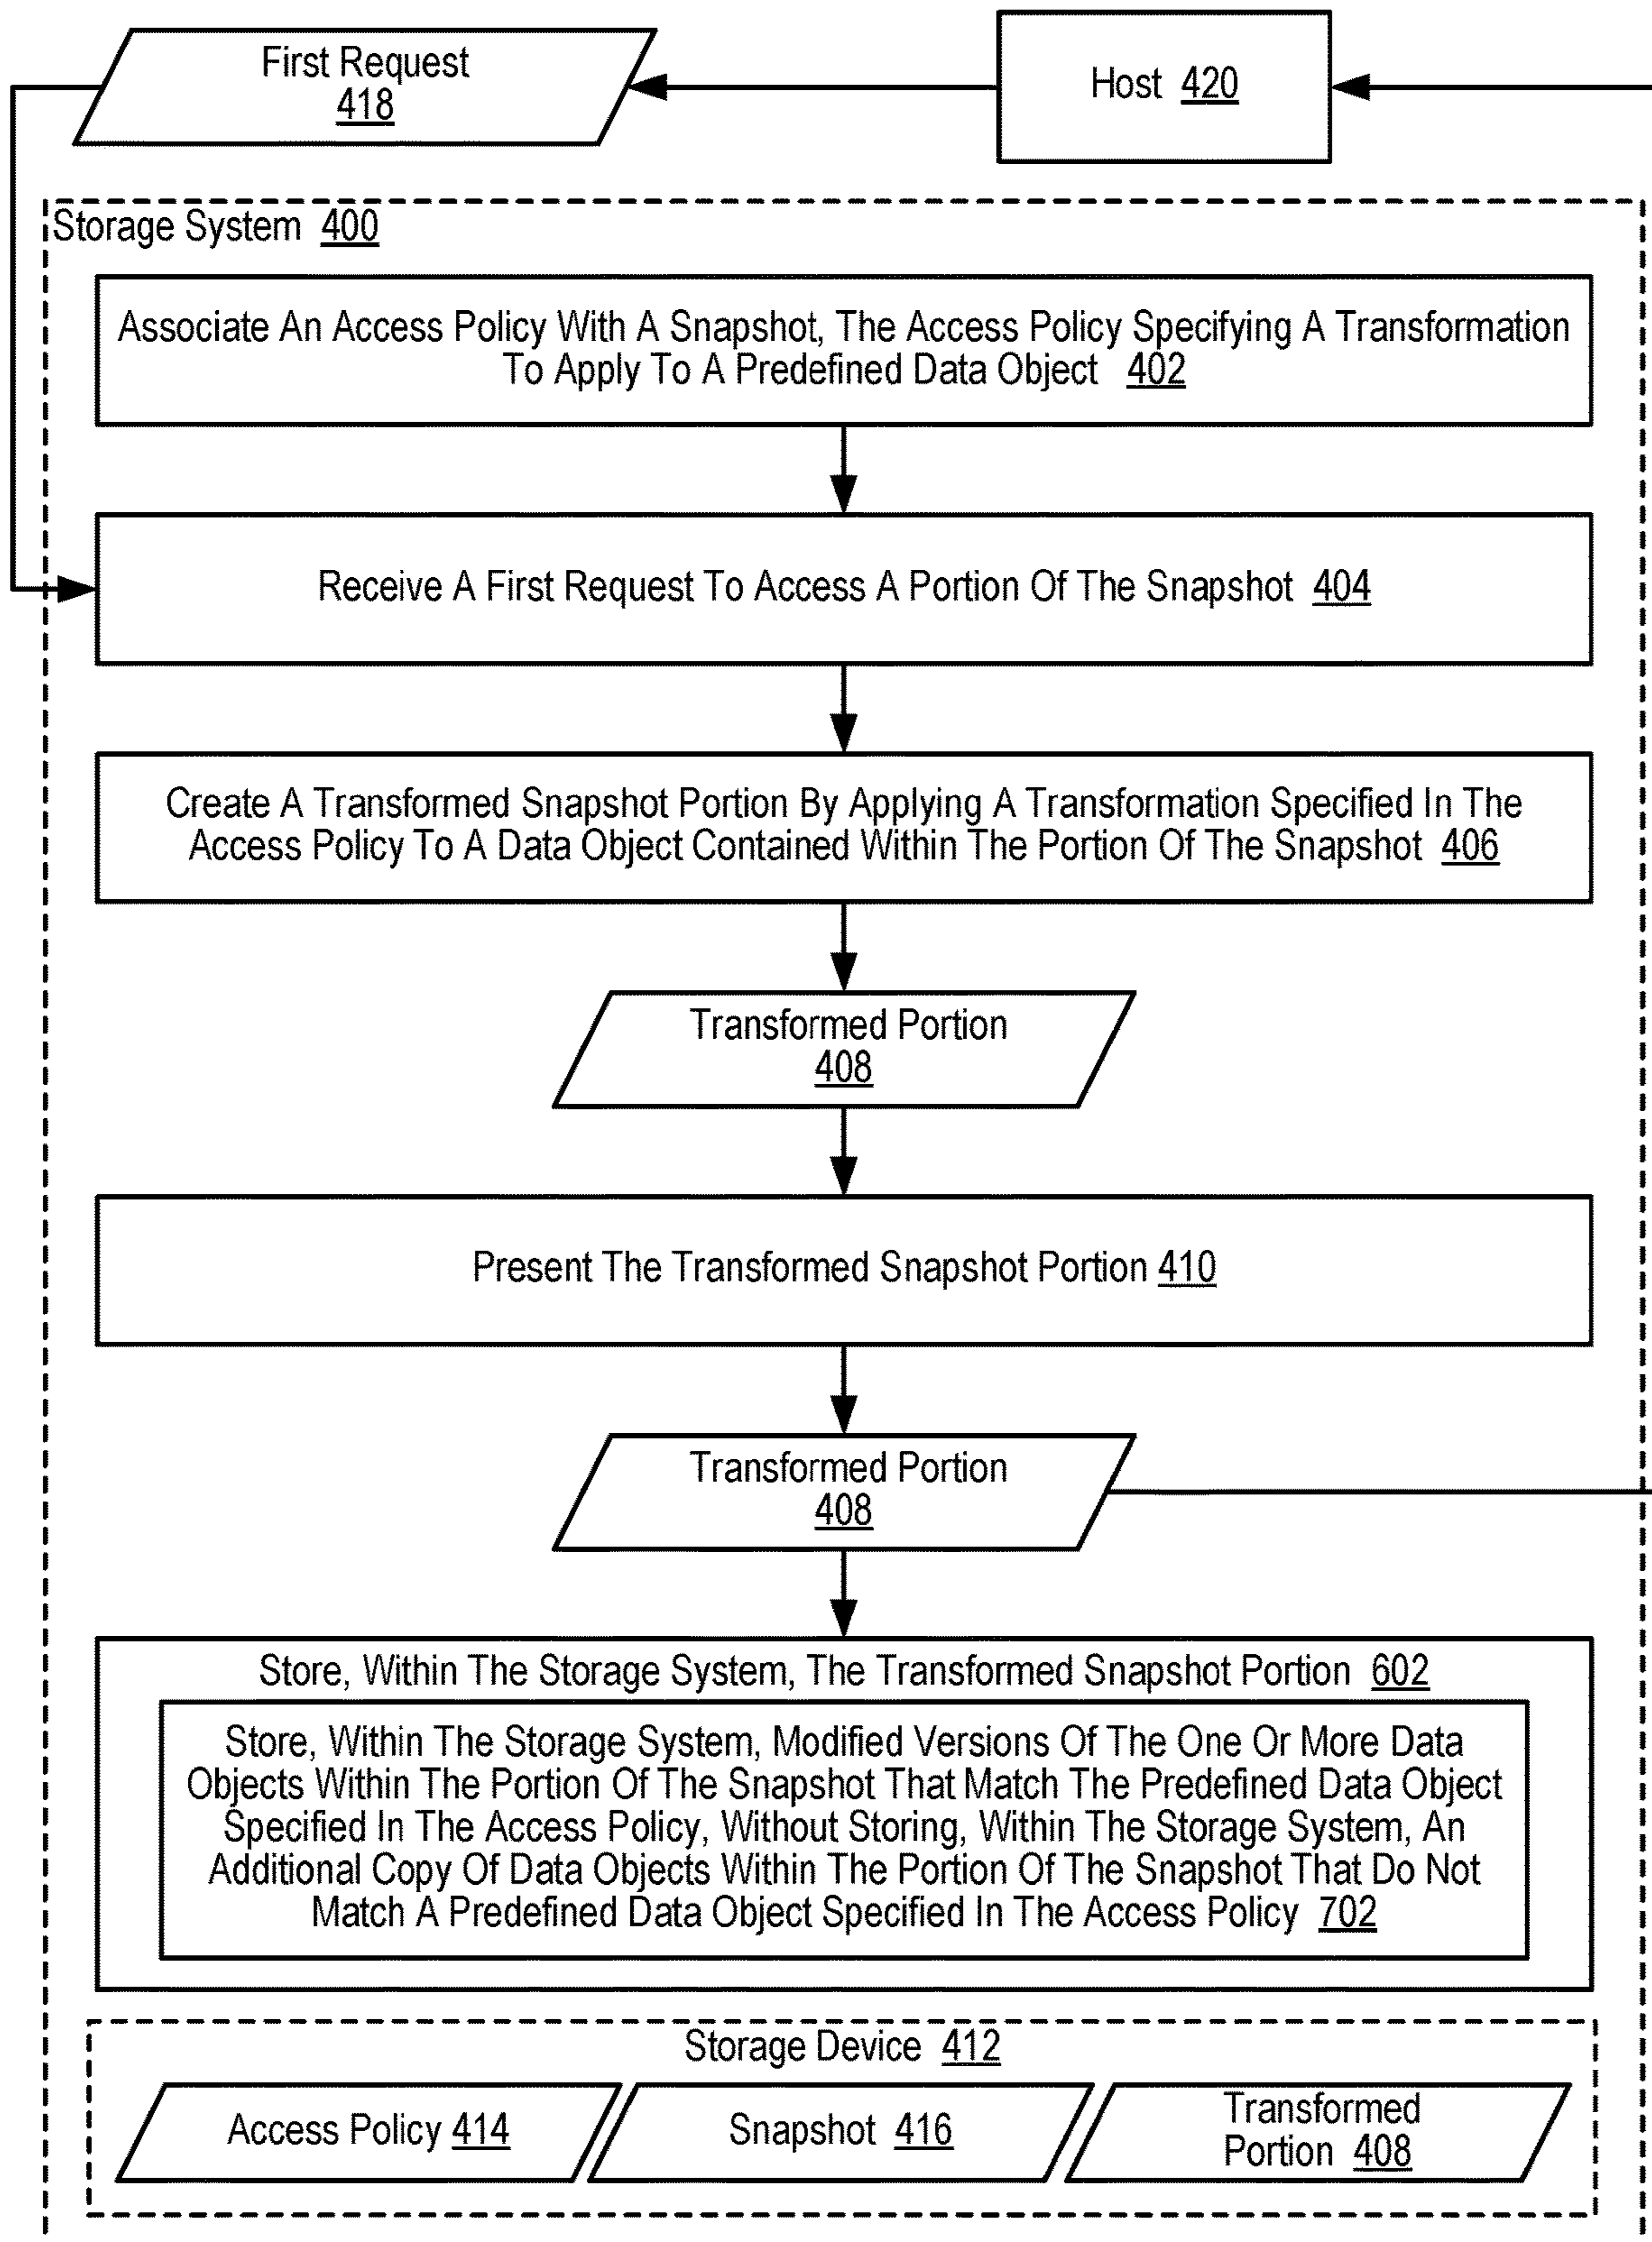 First Request
418
Host 420
Storage System 400
Associate An Access Policy With A Snapshot, The Access Policy Specifying A Transformation
To Apply To A Predefined Data Object 402
Receive A First Request To Access A Portion Of The Snapshot 404
Create A Transformed Snapshot Portion By Applying A Transformation Specified In The
Access Policy To A Data Object Contained Within The Portion Of The Snapshot 406
Transformed Portion
408
Present The Transformed Snapshot Portion 410
Transformed Portion
408
Store, Within The Storage System, The Transformed Snapshot Portion 602
Store, Within The Storage System, Modified Versions Of The One Or More Data
Objects Within The Portion Of The Snapshot That Match The Predefined Data Object
Specified In The Access Policy, Without Storing, Within The Storage System, An
Additional Copy Of Data Objects Within The Portion Of The Snapshot That Do Not
Match A Predefined Data Object Specified In The Access Policy 702
Storage Device 412
Access Policy 414
Snapshot 416
Transformed
Portion 408